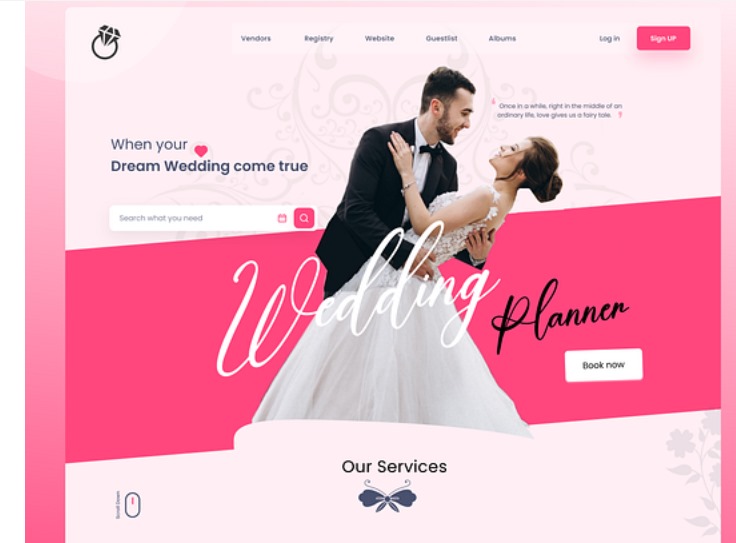 Vendors Registry Website Guestlist Albums Log in Sign UP
Once in a while, right in the middle of an
ordinary life, love gives us a fairy tale.
When your
Dream Wedding come true
Search what you need
Wedding
Planner
Book now
Our Services
Scroll Down